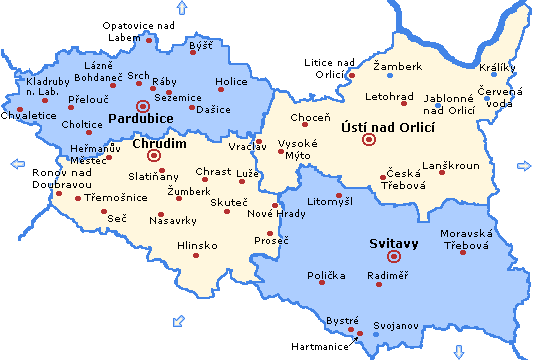 Opatovice nad
Labem
Býšť
Lázně
Bohdaneč
Kladruby
n. Lab.
Srch
Ráby
Holice
Přelouč
Sezemice
Chvaletice
Dašice
Pardubice
Choltice
Litice nad
Orlicí
Žamberk
Králíky
Letohrad
Jablonné
nad Orlicí
Červená
voda
Choceň
Ústí nad Orlicí
Vysoké
Mýto
Vraclav
Lanškroun
Česká
Třebová
Heřmanův
Městec
Chrudim
Ronov nad
Doubravou
Slatiňany
Chrast
Luže
Třemošnice
Žumberk
Seč
Nasavrky
Skuteč
Nové Hrady
Proseč
Hlinsko
Litomyšl
Svitavy
Moravská
Třebová
Polička
Radiměř
Bystré
Svojanov
Hartmanice